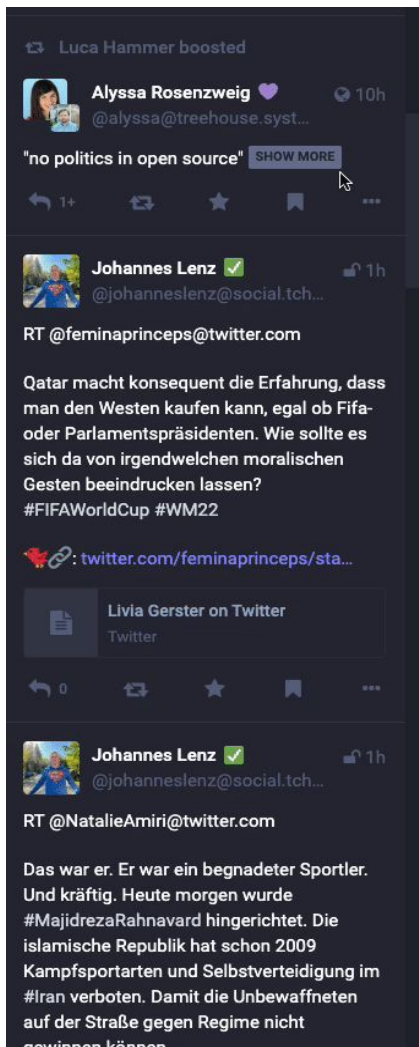 Luca Hammer boosted
Alyssa Rosenzweig 💜 10h
@alyssa@treehouse.syst...
"no politics in open source" SHOW MORE
1+
Johannes Lenz ✅ 1h
@johanneslenz@social.tch...
RT @feminaprinceps@twitter.com
Qatar macht konsequent die Erfahrung, dass
man den Westen kaufen kann, egal ob Fifa-
oder Parlamentspräsidenten. Wie sollte es
sich da von irgendwelchen moralischen
Gesten beeindrucken lassen?
#FIFAWorldCup #WM22
🐦🔗: twitter.com/feminaprinceps/sta...
Livia Gerster on Twitter
Twitter
0
Johannes Lenz ✅ 1h
@johanneslenz@social.tch...
RT @NatalieAmiri@twitter.com
Das war er. Er war ein begnadeter Sportler.
Und kräftig. Heute morgen wurde
#MajidrezaRahnavard hingerichtet. Die
islamische Republik hat schon 2009
Kampfsportarten und Selbstverteidigung im
#Iran verboten. Damit die Unbewaffneten
auf der Straße gegen Regime nicht
gewinnen können